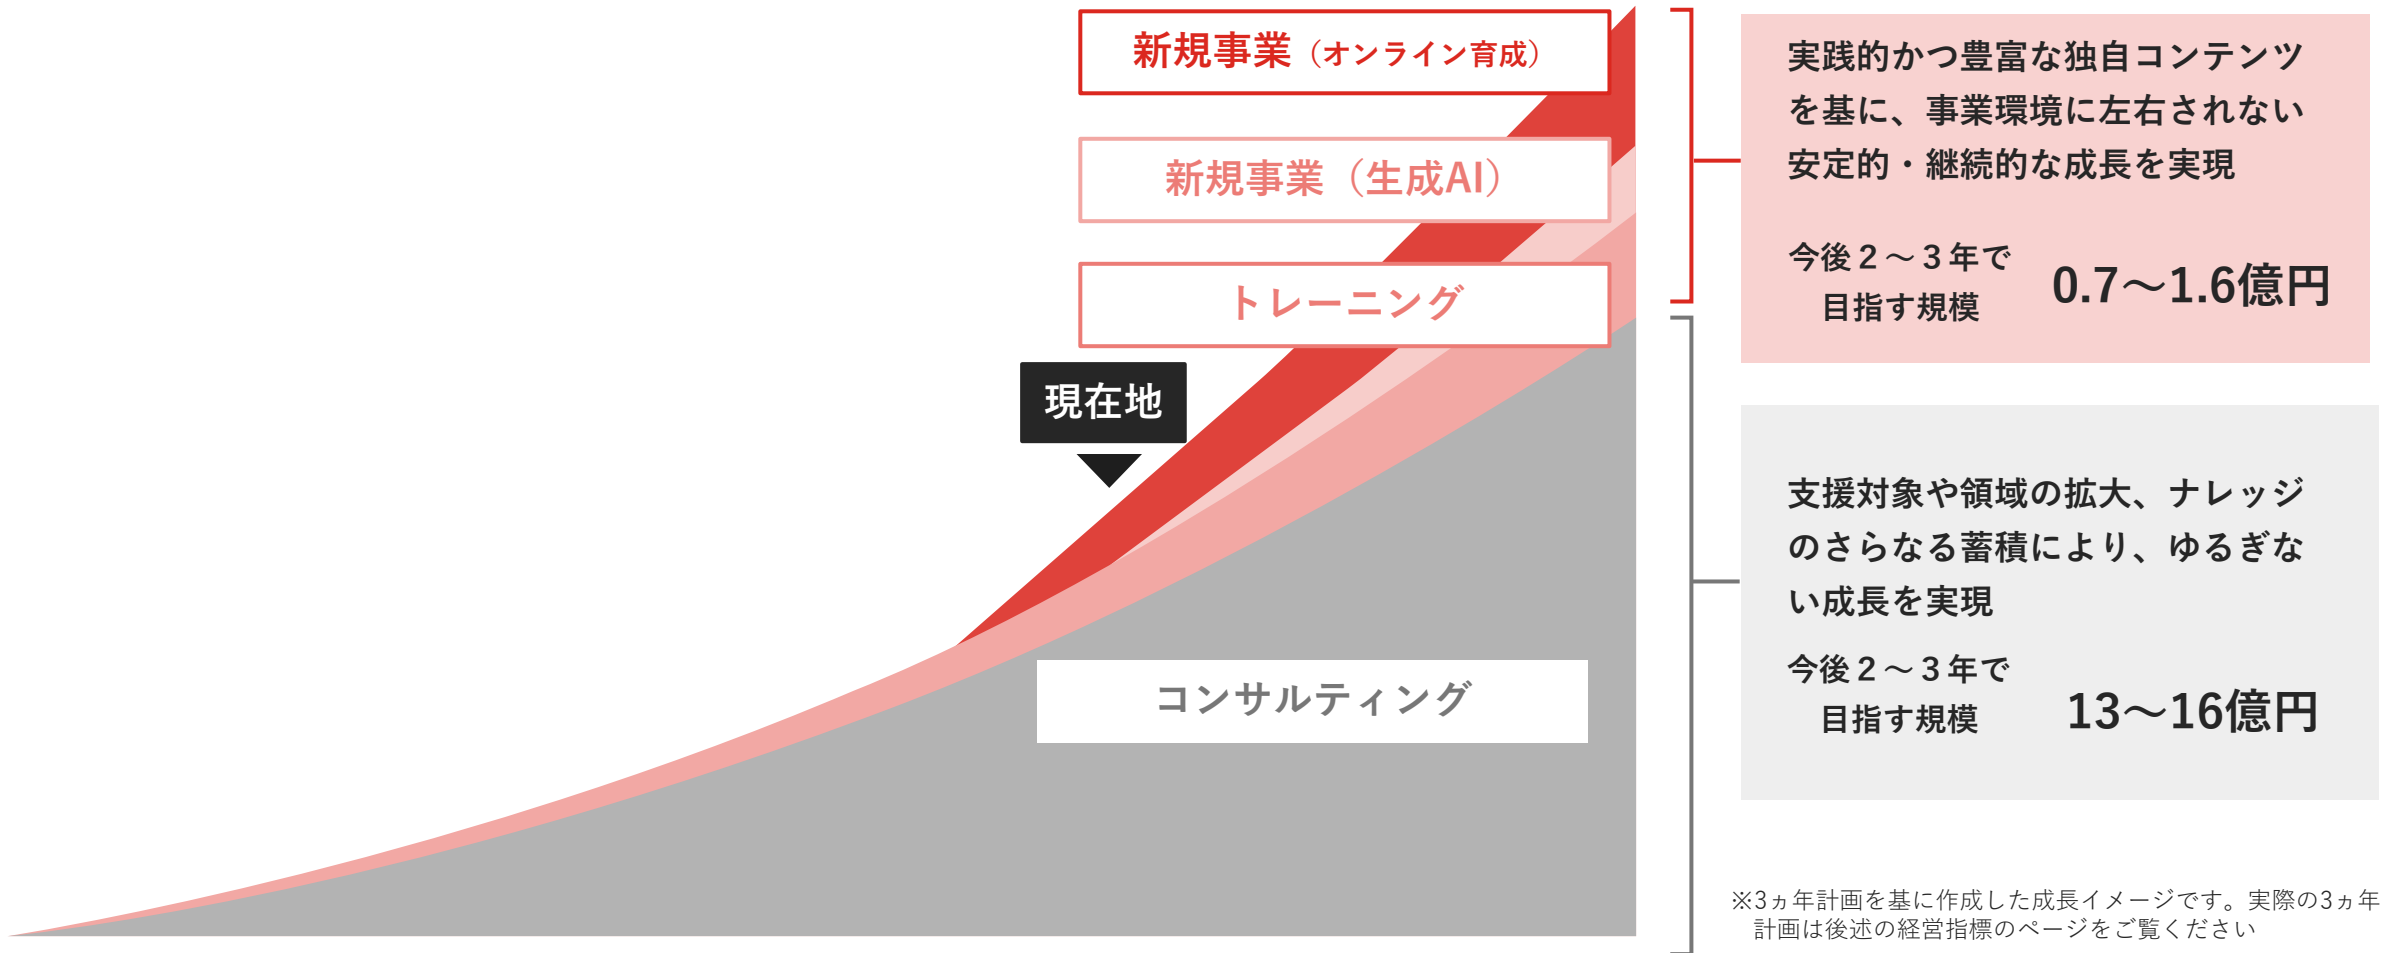 新規事業（オンライン育成）
新規事業（生成AI）
トレーニング
現在地
コンサルティング
実践的かつ豊富な独自コンテンツ
を基に、事業環境に左右されない
安定的・継続的な成長を実現
今後２～３年で
目指す規模
0.7～1.6億円
支援対象や領域の拡大、ナレッジ
のさらなる蓄積により、ゆるぎな
い成長を実現
今後２～３年で
目指す規模
13～16億円
※3ヵ年計画を基に作成した成長イメージです。実際の3ヵ年
計画は後述の経営指標のページをご覧ください